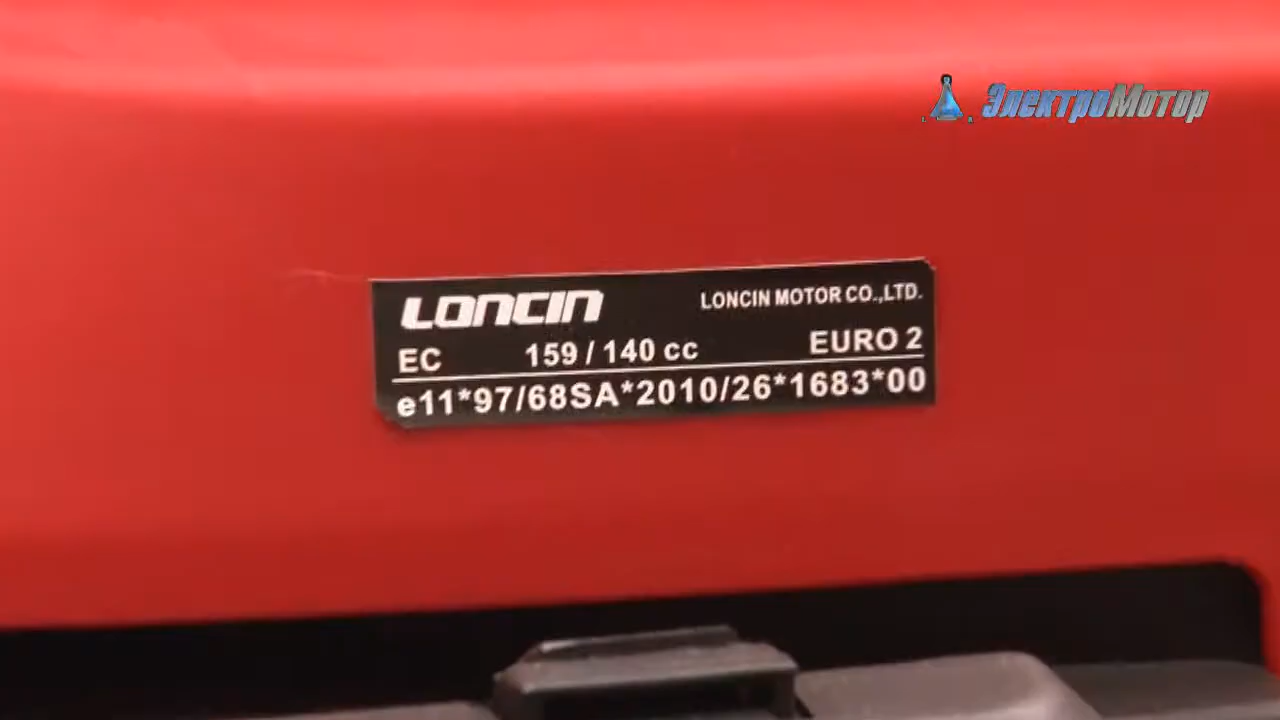 ЭлектроМотор
LONCIN LONCIN MOTOR CO.,LTD.
EC 159 / 140 cc EURO 2
e11*97/68SA*2010/26*1683*00